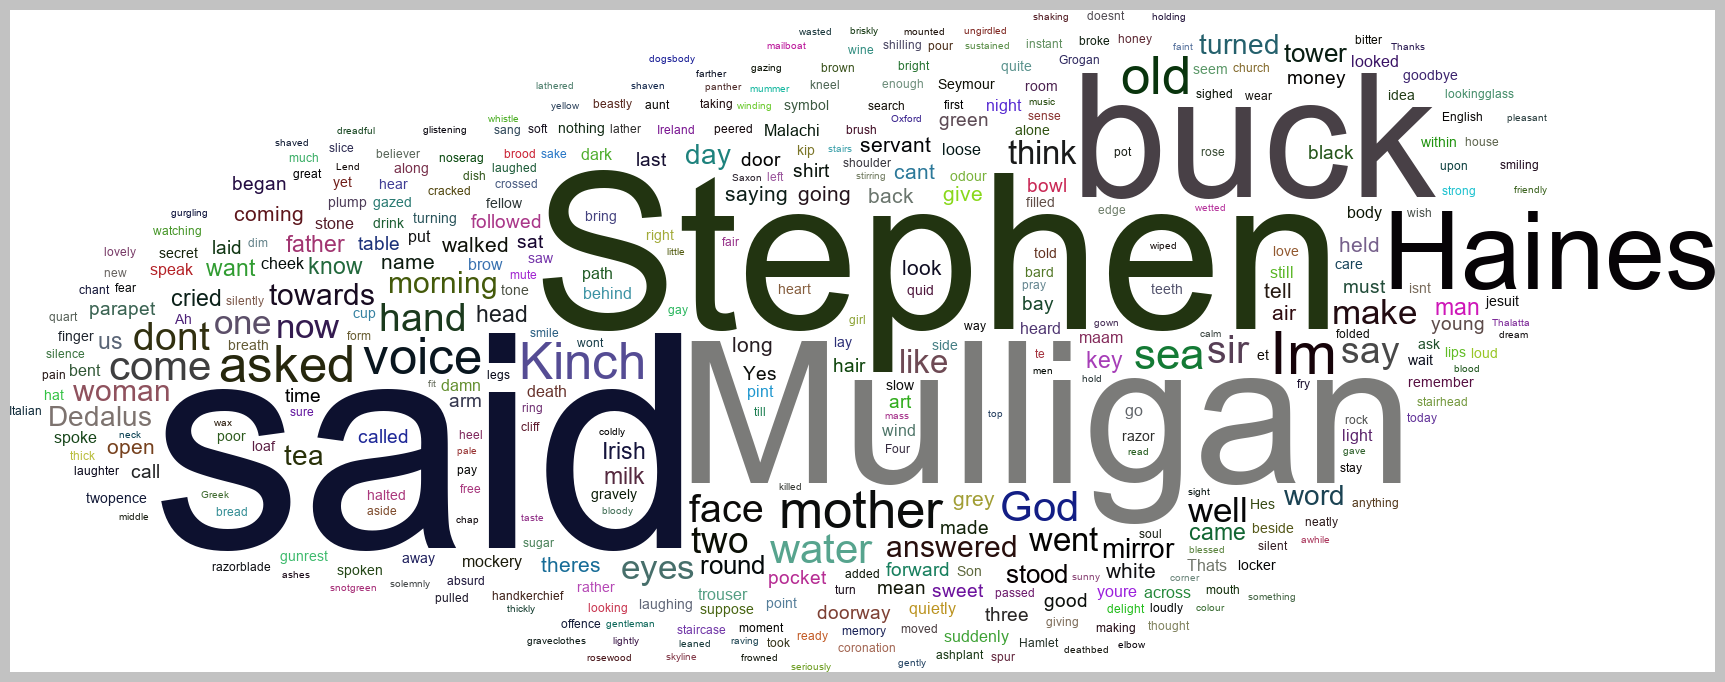 shaking doesnt holding
wasted briskly mounted ungirdled
mailboat wine shilling pour sustained instant broke honey faint turned tower bitter Thanks
dogsbody gazing brown bright quite Grogan old seem church money looked goodbye
farther panther mummer kneel enough Seymour room buck sighed wear idea lookingglass
lathered shaven
yellow beastly aunt taking winding symbol search first night music English pleasant
whistle Oxford green sense
dreadful glistening sang soft nothing lather Ireland peered Malachi brush servant loose alone think pot rose black within house
shaved slice believer noserag brood sake dark last day door kip stairs
much great Lend yet along dish laughed shirt shoulder cant odour bowl upon smiling
began hear cracked crossed Saxon left stirring strong friendly
plump gazed fellow saying going back give filled
gurgling coming stone drink turning followed bring edge wetted body wish
watching right fair Stephen Haines
lovely secret laid dim father table put walked sat little told wiped love held
new speak want cheek know name brow saw path look bard teeth still care
chant fear silently morning mute behind heart quid pray tell must isnt
parapet cried towards tone gay bay air make man jesuit
quart Ah cup hand head girl gown young Thalatta
finger us dont one now form smile way heard maam calm folded dream
silence breath voice wont long lay side sea sir Im say ask lips loud
pain bent come asked legs Kinch Yes hair like te key et wait blood
hat woman time fit damn death pint slow men hold fry remember
Italian Dedalus sure arm ring till art top go stairhead
neck wax mass rock today
spoke poor called heel cliff coldly wind razor light
thick open loaf said pale Irish Mulligan Four read gave
laughter call tea pay milk stay
twopence Greek halted free gravely killed sight
middle bread aside chap taste bloody face mother grey God well Hes word anything
sugar two water made soul came beside neatly
gunrest away mockery answered went mirror blessed silent awhile
razorblade ashes spoken theres eyes round forward Son stood white Thats locker
snotgreen solemnly absurd rather pocket added sunny corner
pulled handkerchief trouser turn mean sweet passed youre across mouth something
thickly looking laughing suppose point doorway quietly three good delight loudly colour
offence gentleman staircase moment moved giving making thought
graveclothes lightly leaned raving took ready memory suddenly Hamlet elbow
rosewood skyline frowned coronation ashplant spur deathbed
seriously gently